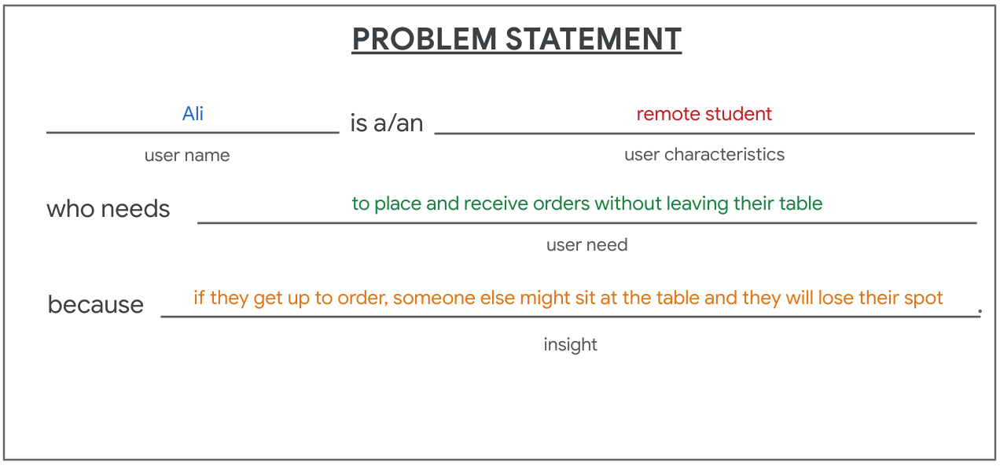 PROBLEM STATEMENT
Ali is a/an remote student
user name user characteristics
who needs to place and receive orders without leaving their table
user need
because if they get up to order, someone else might sit at the table and they will lose their spot.
insight